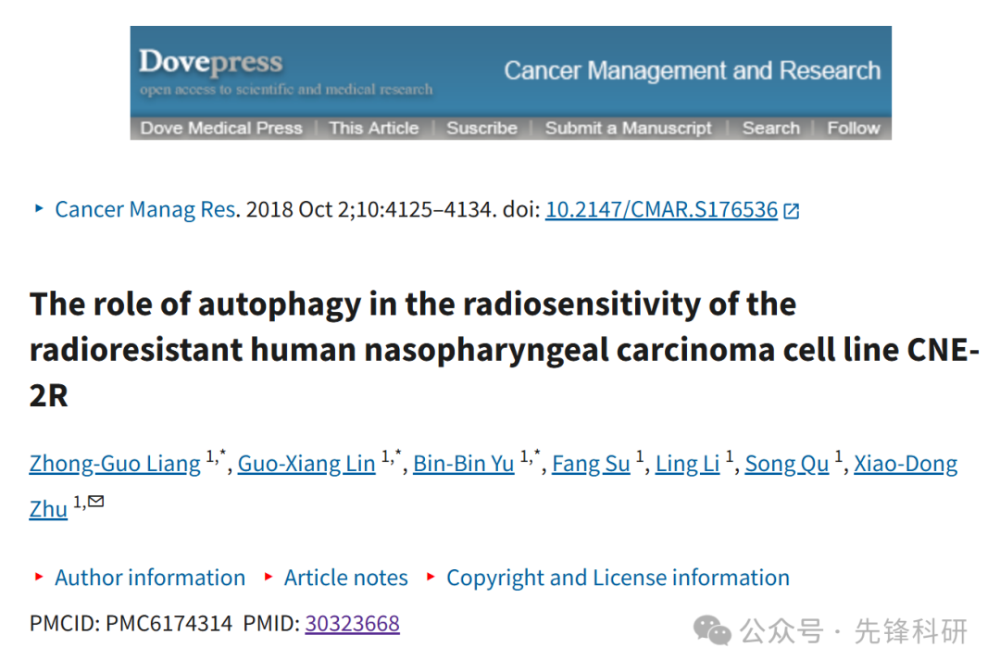 Dovepress
open access to scientific and medical research
Cancer Management and Research
Dove Medical Press | This Article | Suscribe | Submit a Manuscript | Search | Follow
Cancer Manag Res. 2018 Oct 2;10:4125–4134. doi: 10.2147/CMAR.S176536
The role of autophagy in the radiosensitivity of the
radioresistant human nasopharyngeal carcinoma cell line CNE-
2R
Zhong-Guo Liang 1,*, Guo-Xiang Lin 1,*, Bin-Bin Yu 1,*, Fang Su 1, Ling Li 1, Song Qu 1, Xiao-Dong
Zhu 1,✉
Author information Article notes Copyright and License information
PMCID: PMC6174314 PMID: 30323668
公众号 · 先锋科研